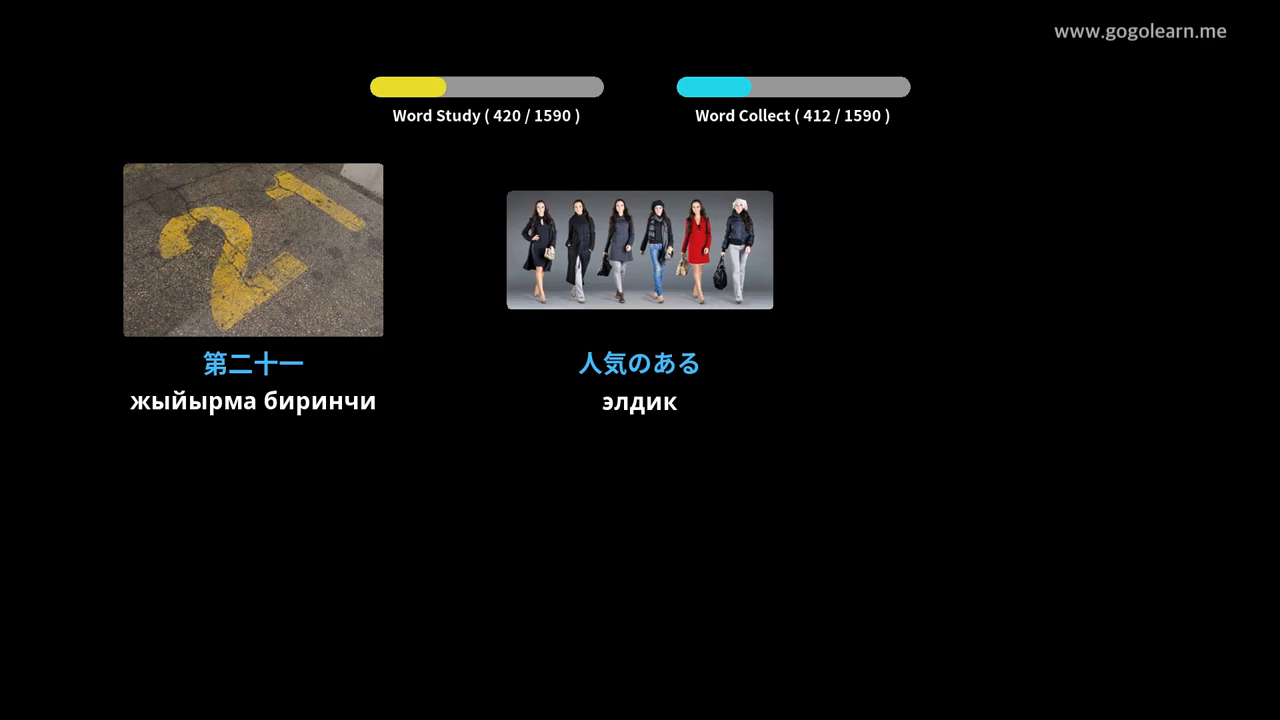 www.gogolearn.me
Word Study ( 420 / 1590 )
Word Collect ( 412 / 1590 )
21
第二十一
жыйырма биринчи
人気のある
элдик